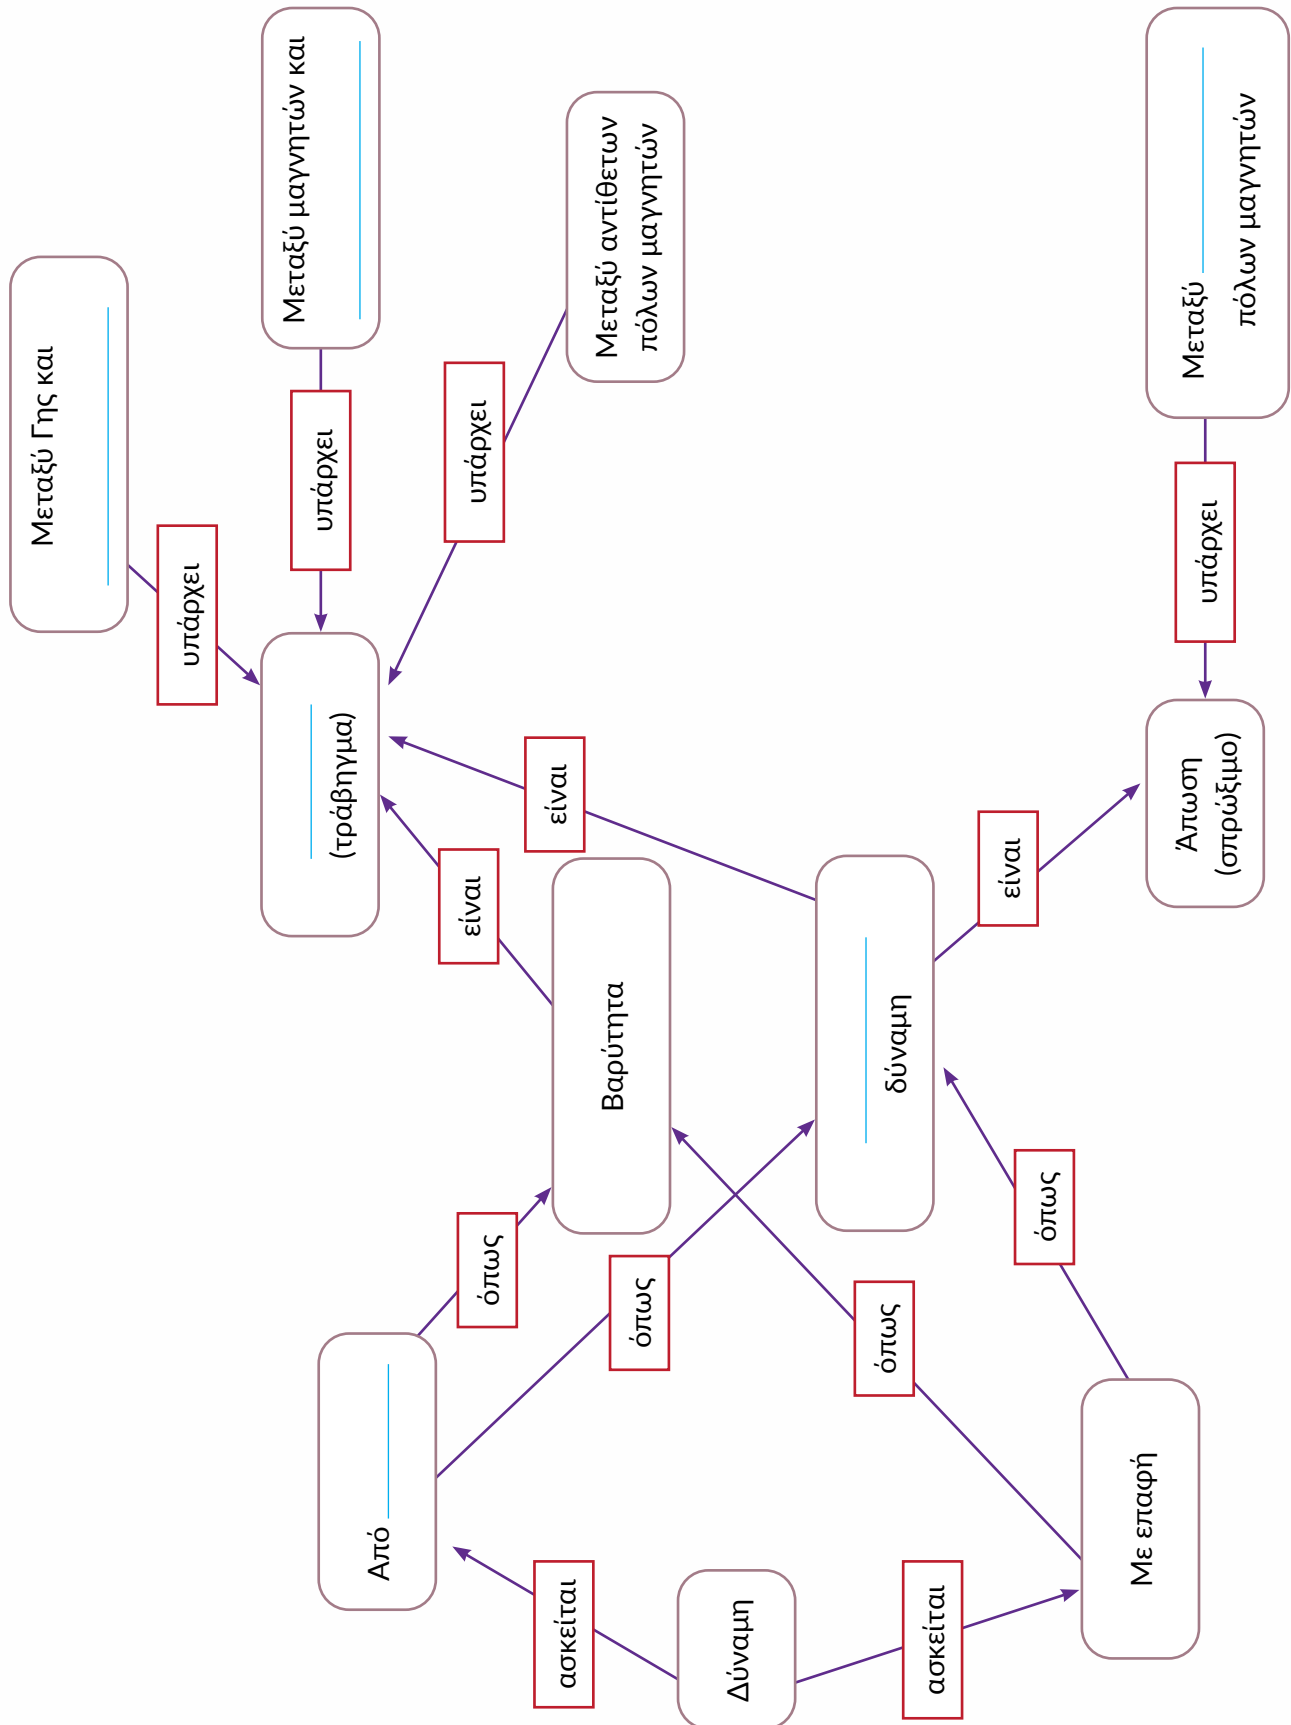 Δύναμη
ασκείται
ασκείται
Από
Με επαφή
όπως
όπως
όπως
όπως
Βαρύτητα
δύναμη
είναι
είναι
είναι
(τράβηγμα)
Άπωση
(σπρώξιμο)
υπάρχει
υπάρχει
υπάρχει
υπάρχει
Μεταξύ Γης και
Μεταξύ μαγνητών και
Μεταξύ αντίθετων
πόλων μαγνητών
Μεταξύ
πόλων μαγνητών